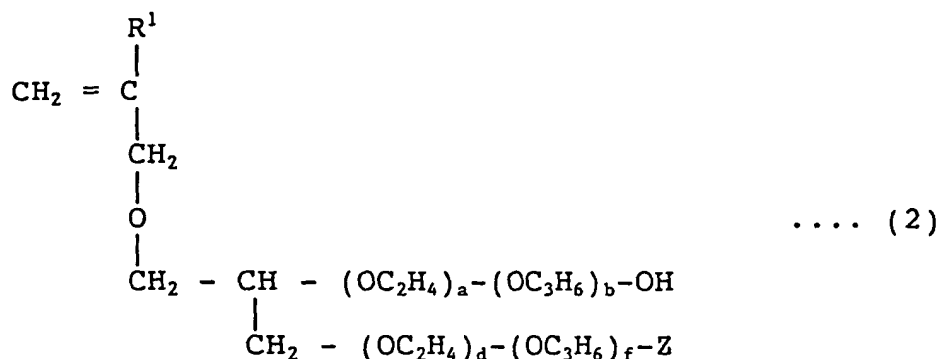 R¹
CH₂ = C
CH₂
O .... (2)
CH₂ - CH - (OC₂H₄)ₐ-(OC₃H₆)b-OH
CH₂ - (OC₂H₄)d-(OC₃H₆)f-Z